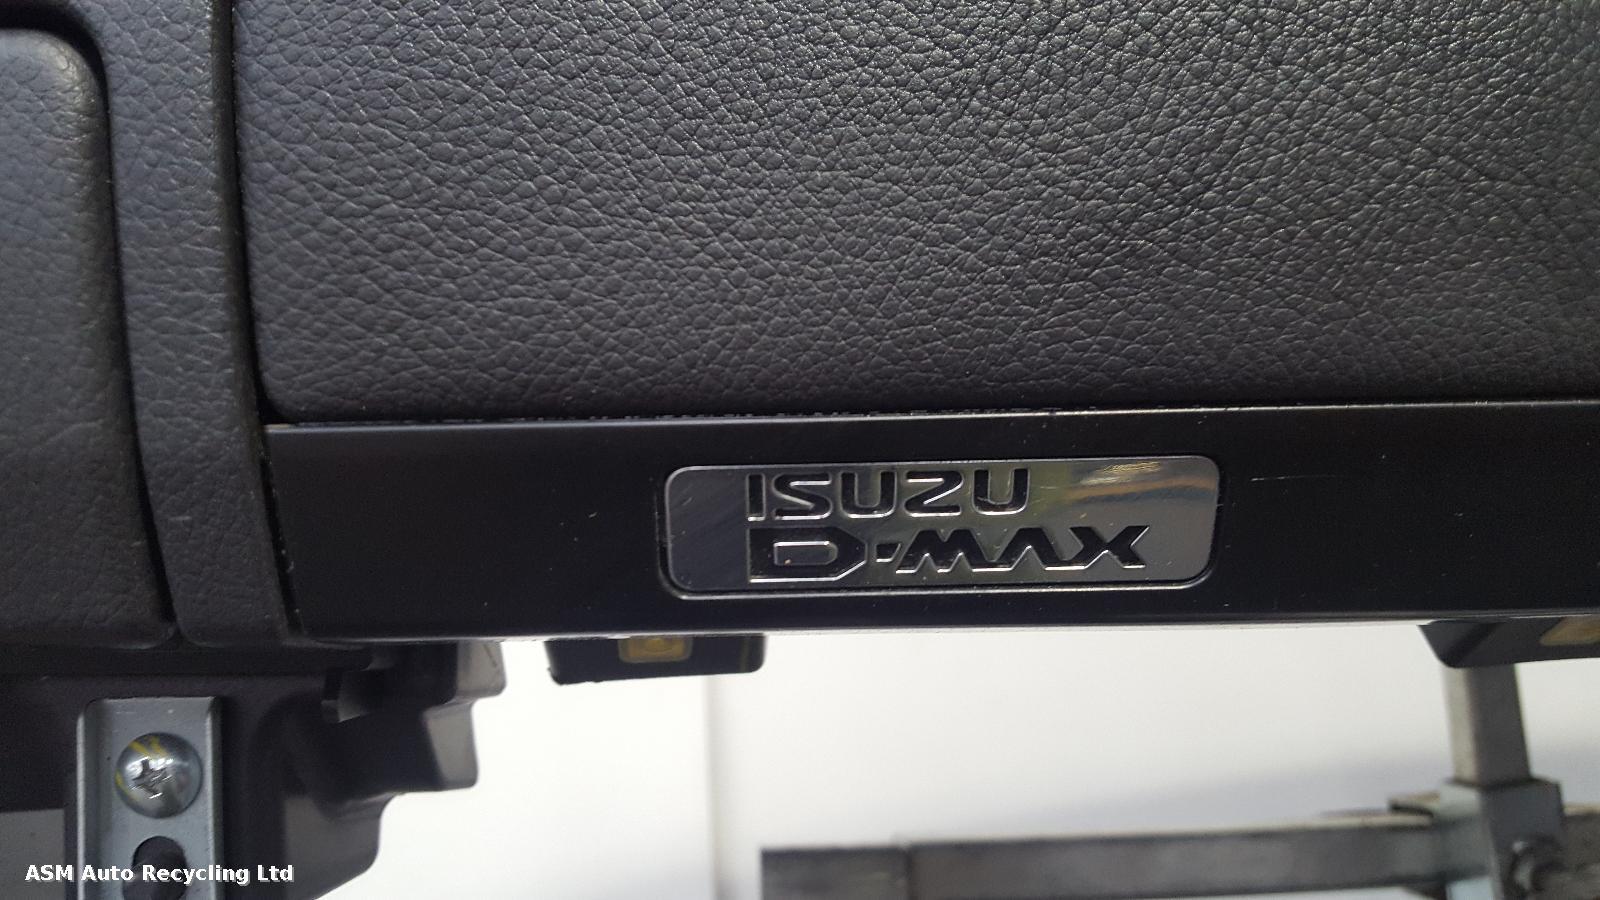 ISUZU
D-MAX
ASM Auto Recycling Ltd